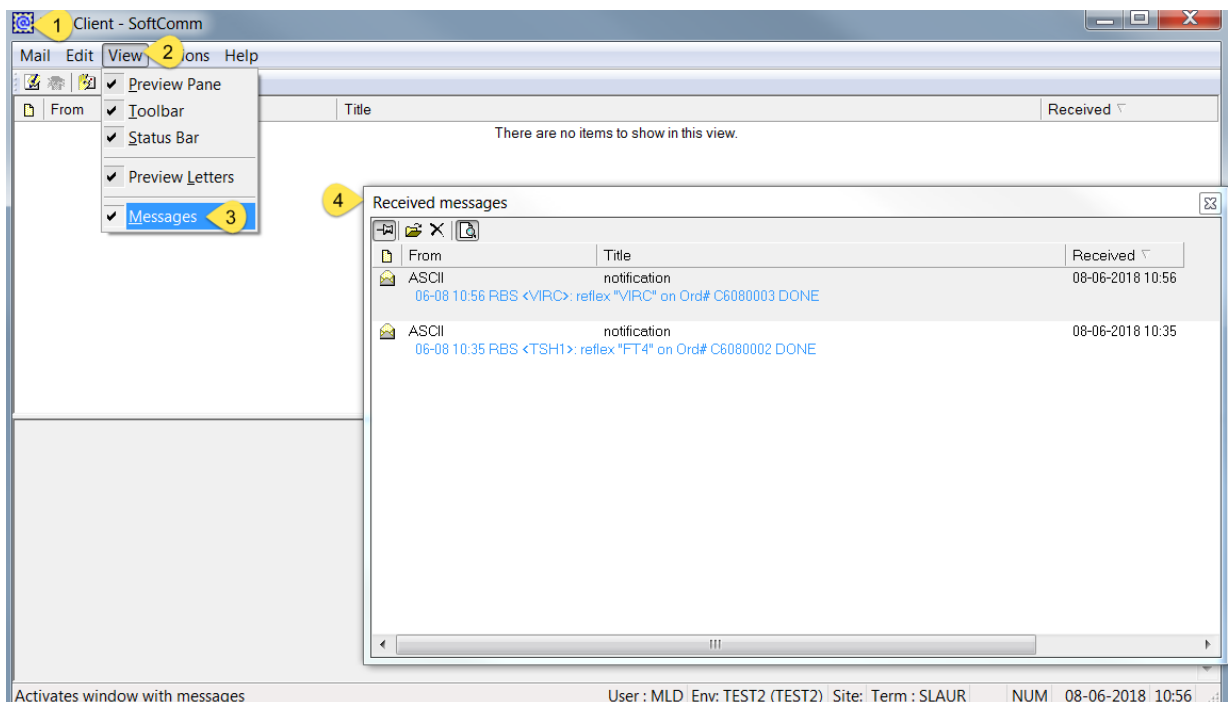 1 Client - SoftComm
Mail Edit View 2 ons Help
Preview Pane
Toolbar
Status Bar
Preview Letters
Messages 3
From Title Received
There are no items to show in this view.
4 Received messages
From Title Received
ASCII notification 08-06-2018 10:56
06-08 10:56 RBS <VIRC>: reflex "VIRC" on Ord# C6080003 DONE
ASCII notification 08-06-2018 10:35
06-08 10:35 RBS <TSH1>: reflex "FT4" on Ord# C6080002 DONE
Activates window with messages User : MLD Env: TEST2 (TEST2) Site: Term : SLAUR NUM 08-06-2018 10:56